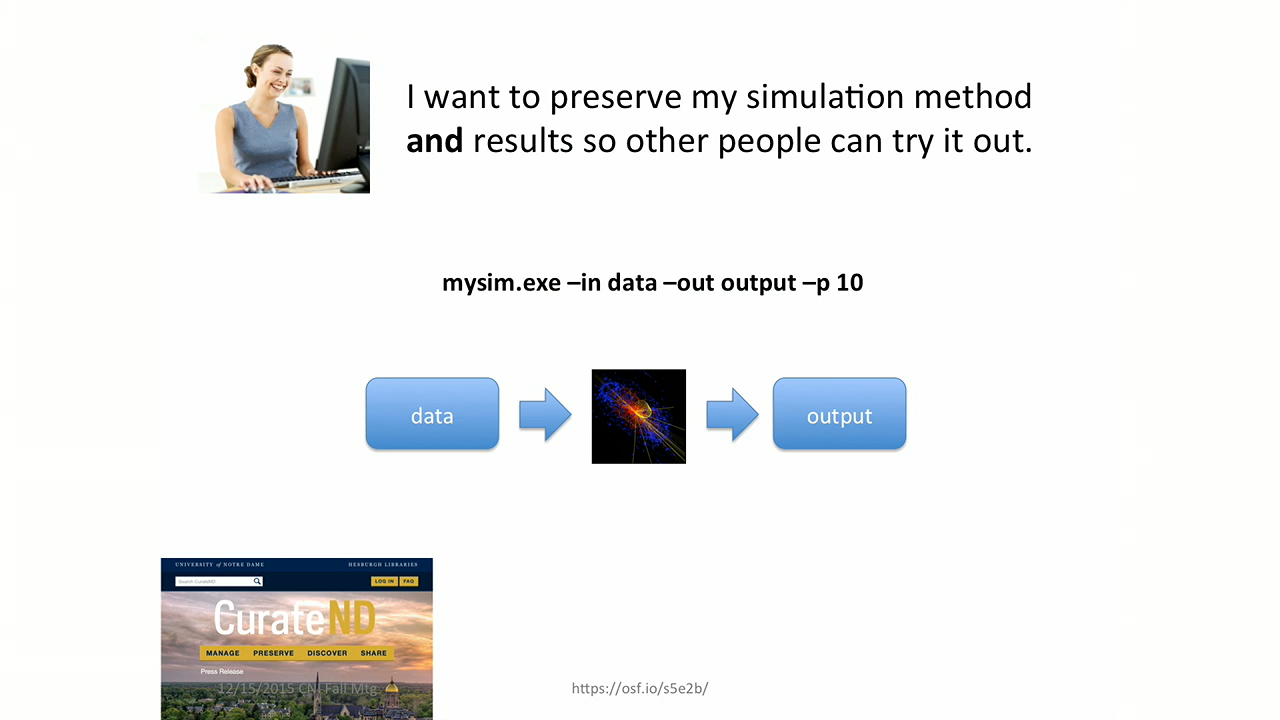 I want to preserve my simulation method
and results so other people can try it out.
mysim.exe –in data –out output –p 10
data
output
UNIVERSITY of NOTRE DAME
HESBURGH LIBRARIES
Search CurateND
LOG IN
FAQ
CurateND
MANAGE PRESERVE DISCOVER SHARE
Press Release
12/15/2015 CNI Fall Mtg
https://osf.io/s5e2b/